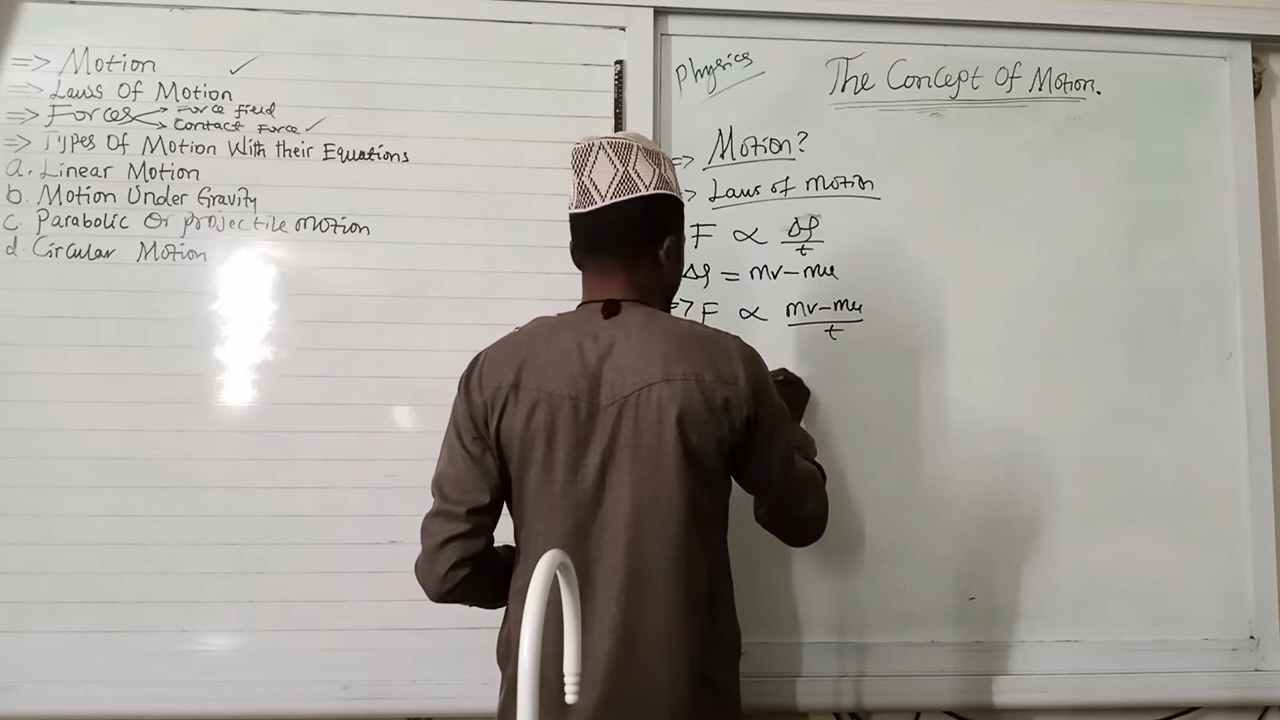 => Motion ✓
=> Laws Of Motion
=> Forces → Force field
→ Contact Force ✓
=> Types Of Motion With their Equations
a. Linear Motion
b. Motion Under Gravity
c. Parabolic Or projectile motion
d. Circular Motion
Physics
The Concept Of Motion.
=> Motion?
=> Laws of motion
F ∝ Δρ/t
Δρ = mv-mu
=> F ∝ mv-mu/t